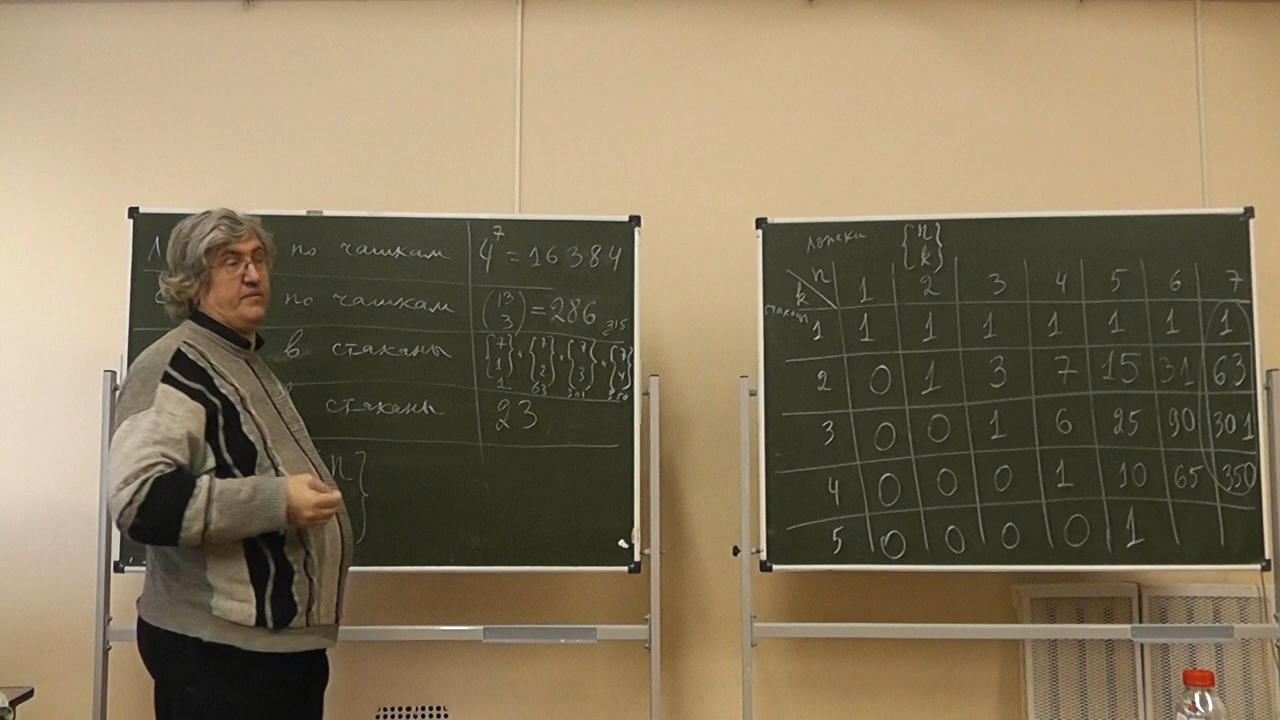 по чашкам 4^7 = 16384
по чашкам (13 3) = 286
315
в стаканы {7 1} + {7 2} + {7 3} + {7 4}
1 63 301 350
стаканы 23
n }
Ложки {n k}
k \ n 1 2 3 4 5 6 7
стаканы
1 1 1 1 1 1 1 1
2 0 1 3 7 15 31 63
3 0 0 1 6 25 90 301
4 0 0 0 1 10 65 350
5 0 0 0 0 1